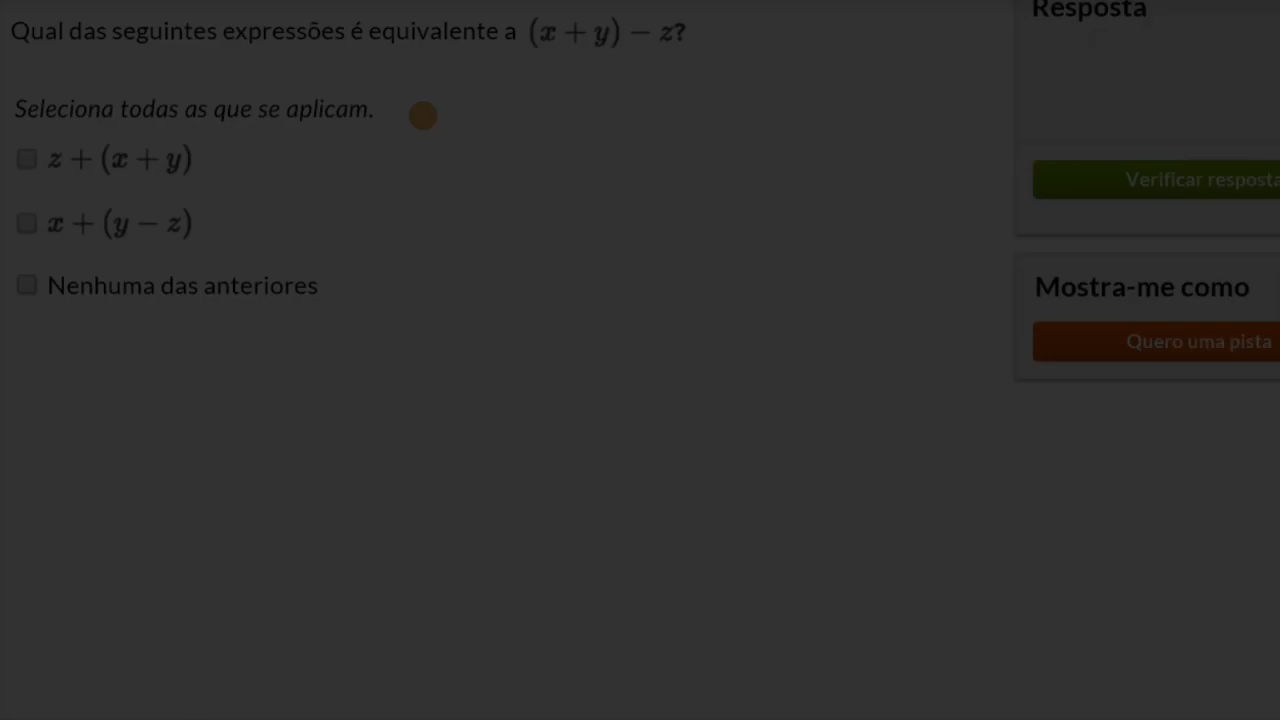 Qual das seguintes expressões é equivalente a (x + y) − z?
Seleciona todas as que se aplicam.
z + (x + y)
x + (y − z)
Nenhuma das anteriores
Resposta
Verificar resposta
Mostra-me como
Quero uma pista